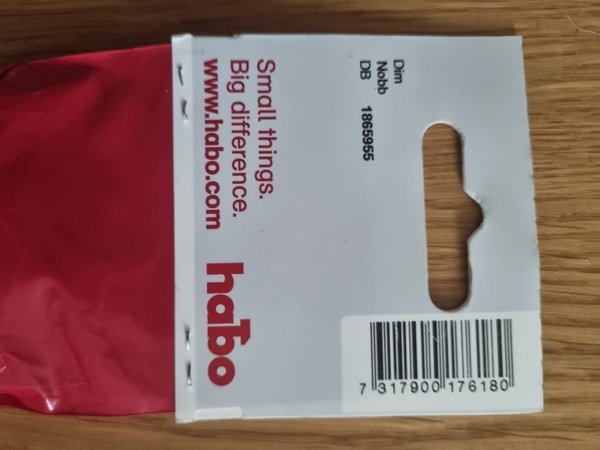 Dim
Nobb
DB 1865955
Small things.
Big difference.
www.habo.com
habo
7 317900 176180